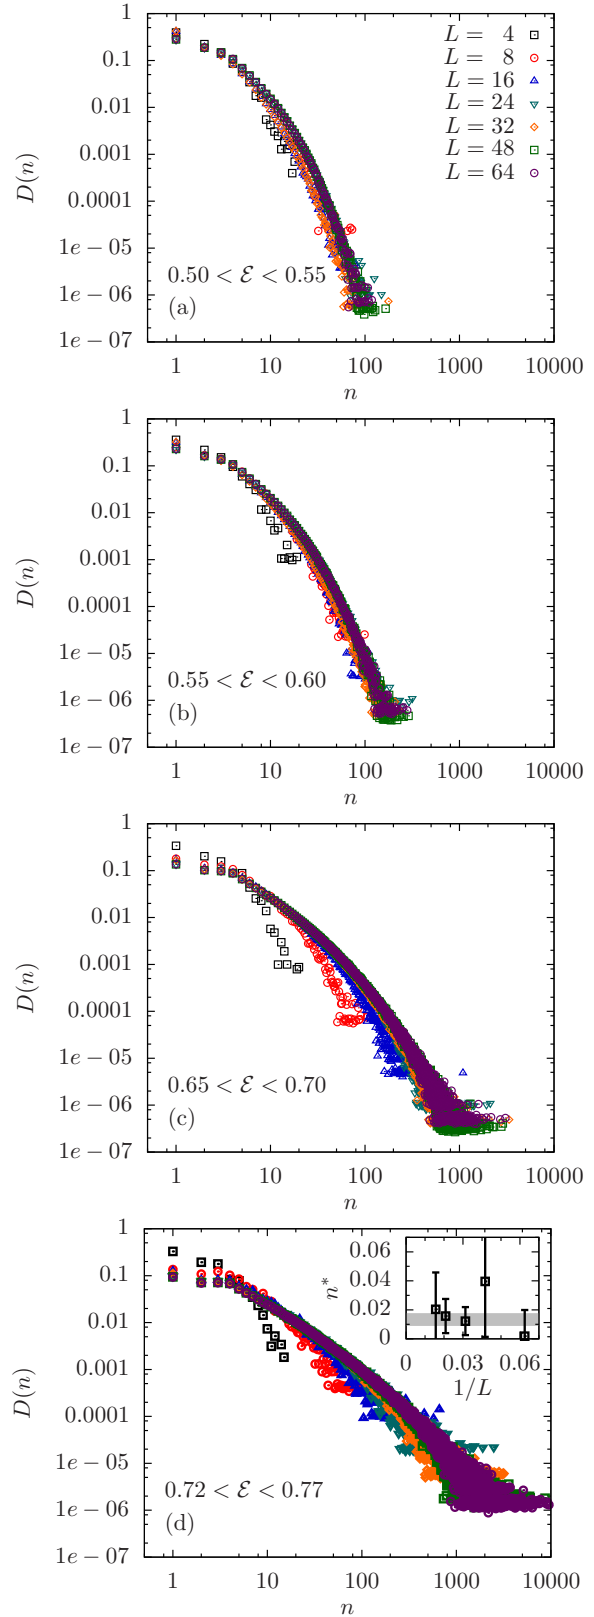 1
0.1
0.01
0.001
0.0001
1e − 05
1e − 06
1e − 07
D(n)
L = 4
L = 8
L = 16
L = 24
L = 32
L = 48
L = 64
0.50 < ℰ < 0.55
(a)
1 10 100 1000 10000
n
1
0.1
0.01
0.001
0.0001
1e − 05
1e − 06
1e − 07
D(n)
0.55 < ℰ < 0.60
(b)
1 10 100 1000 10000
n
1
0.1
0.01
0.001
0.0001
1e − 05
1e − 06
1e − 07
D(n)
0.65 < ℰ < 0.70
(c)
1 10 100 1000 10000
n
1
0.1
0.01
0.001
0.0001
1e − 05
1e − 06
1e − 07
D(n)
0.06
0.04
0.02
0
n*
0 0.03 0.06
1/L
0.72 < ℰ < 0.77
(d)
1 10 100 1000 10000
n